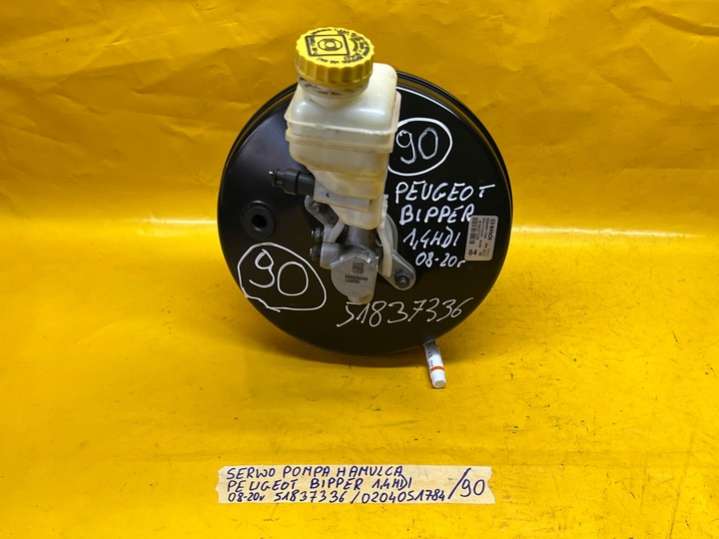 90
PEUGEOT
BIPPER
1,4HDI
08-20r
BOSCH
90
51837336
SERWO POMPA HAMULCA
PEUGEOT BIPPER 1,4HDI
08-20r 51837336/0204051784/90